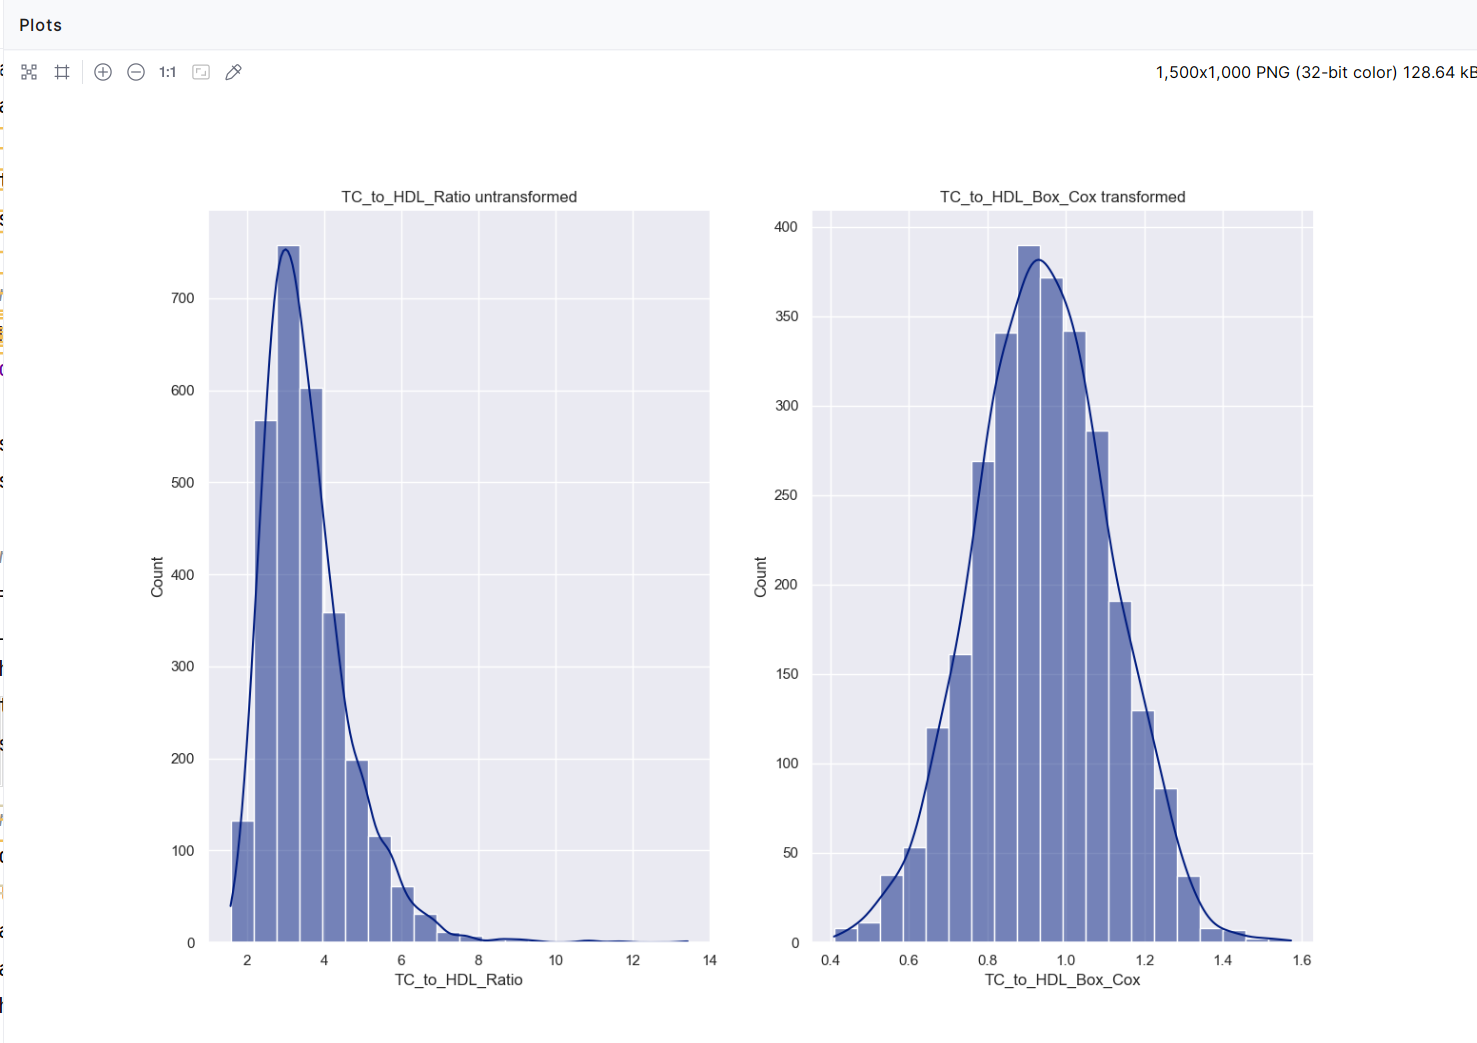 Plots
1:1
1,500x1,000 PNG (32-bit color) 128.64 kB
TC_to_HDL_Ratio untransformed
700
600
500
400
300
200
100
0
Count
2 4 6 8 10 12 14
TC_to_HDL_Ratio
TC_to_HDL_Box_Cox transformed
400
350
300
250
200
150
100
50
0
Count
0.4 0.6 0.8 1.0 1.2 1.4 1.6
TC_to_HDL_Box_Cox